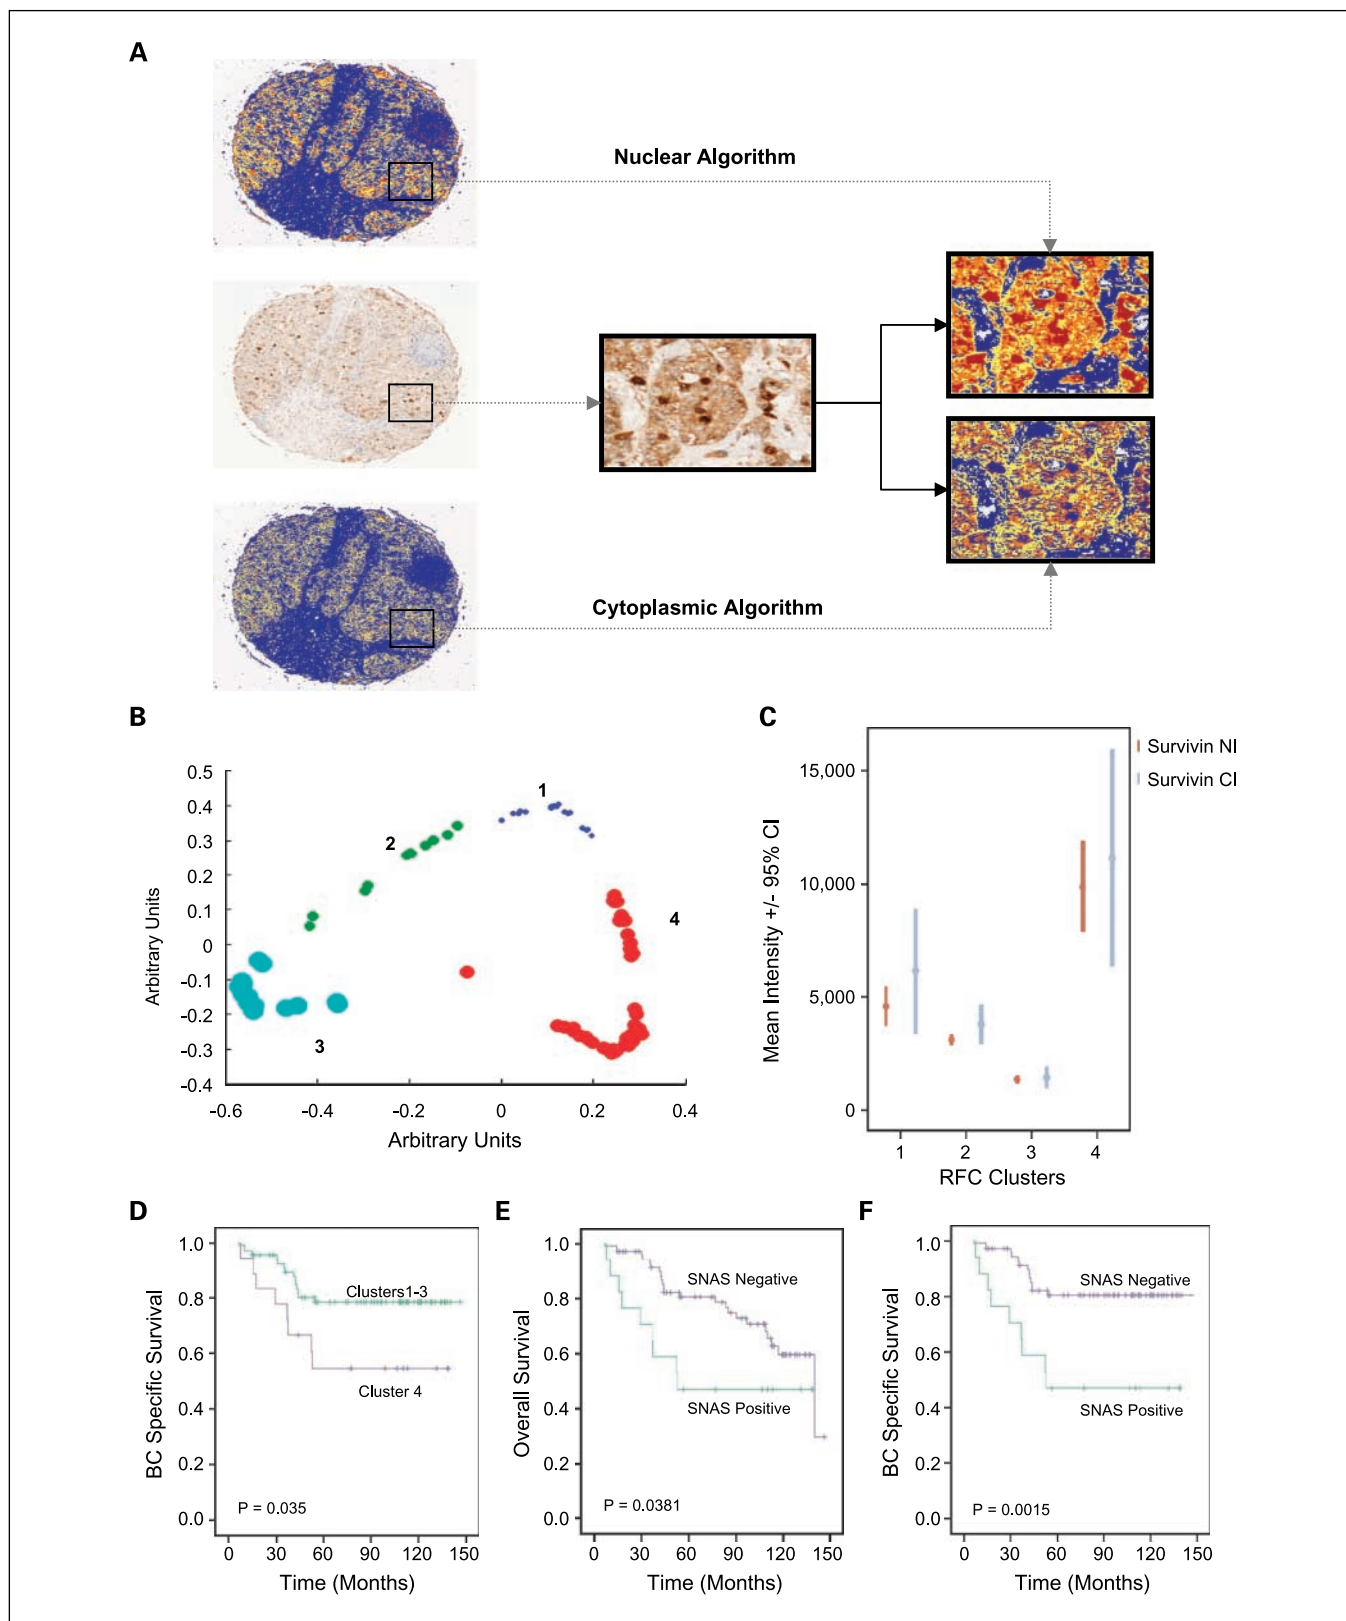 A
Nuclear Algorithm
Cytoplasmic Algorithm
B
0.5
0.4
0.3
0.2
0.1
0
-0.1
-0.2
-0.3
-0.4
-0.6
-0.4
-0.2
0
0.2
0.4
Arbitrary Units
Arbitrary Units
1
2
3
4
C
Survivin NI
Survivin CI
15,000
10,000
5,000
0
Mean Intensity +/- 95% CI
1
2
3
4
RFC Clusters
D
BC Specific Survival
1.0
0.8
0.6
0.4
0.2
0.0
Clusters1-3
Cluster 4
P = 0.035
0 30 60 90 120 150
Time (Months)
E
Overall Survival
1.0
0.8
0.6
0.4
0.2
0.0
SNAS Negative
SNAS Positive
P = 0.0381
0 30 60 90 120 150
Time (Months)
F
BC Specific Survival
1.0
0.8
0.6
0.4
0.2
0.0
SNAS Negative
SNAS Positive
P = 0.0015
0 30 60 90 120 150
Time (Months)